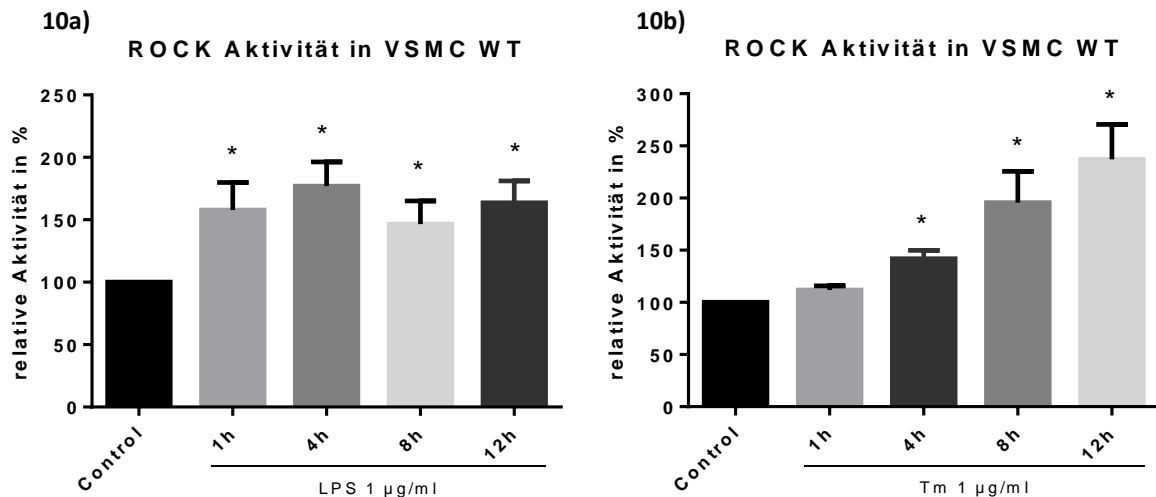 10a)
ROCK Aktivität in VSMC WT
relative Aktivität in %
250
200
150
100
50
0
*
*
*
*
Control
1h
4h
8h
12h
LPS 1 µg/ml
10b)
ROCK Aktivität in VSMC WT
relative Aktivität in %
300
250
200
150
100
50
0
*
*
*
Control
1h
4h
8h
12h
Tm 1 µg/ml